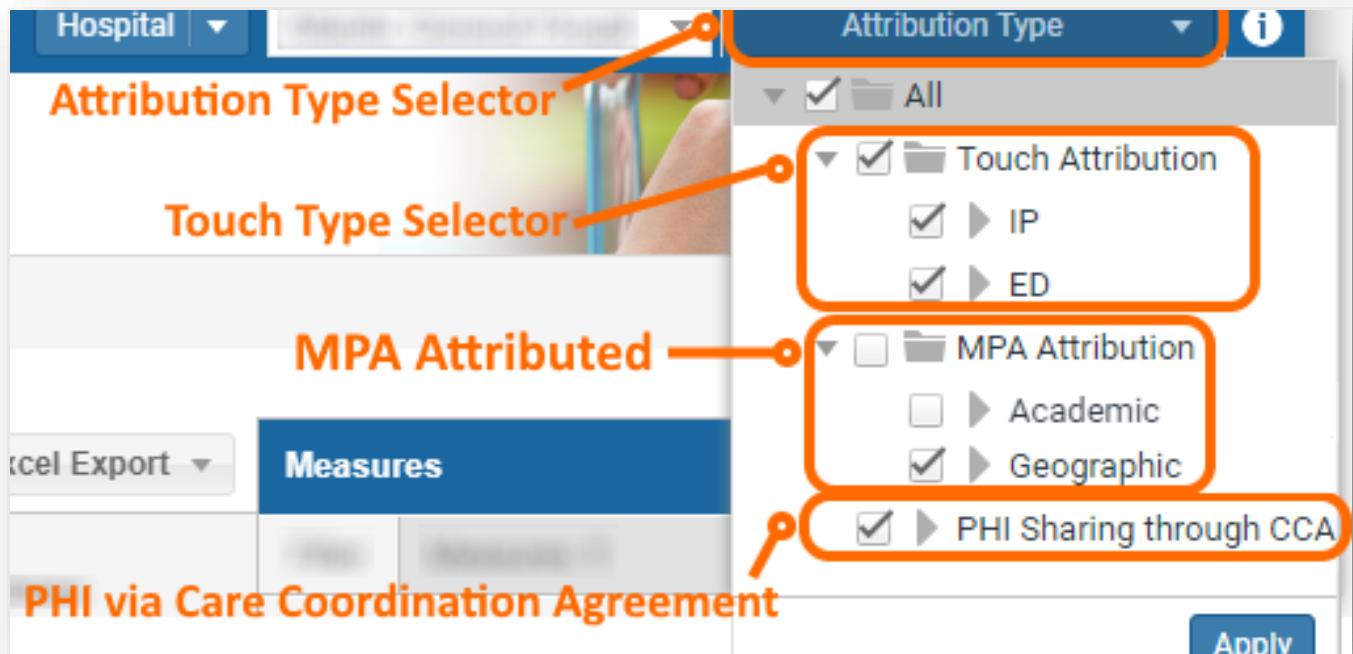 Hospital
Attribution Type
Attribution Type Selector
All
Touch Attribution
Touch Type Selector
IP
ED
MPA Attributed
MPA Attribution
Academic
Excel Export
Measures
Geographic
PHI Sharing through CCA
PHI via Care Coordination Agreement
Apply